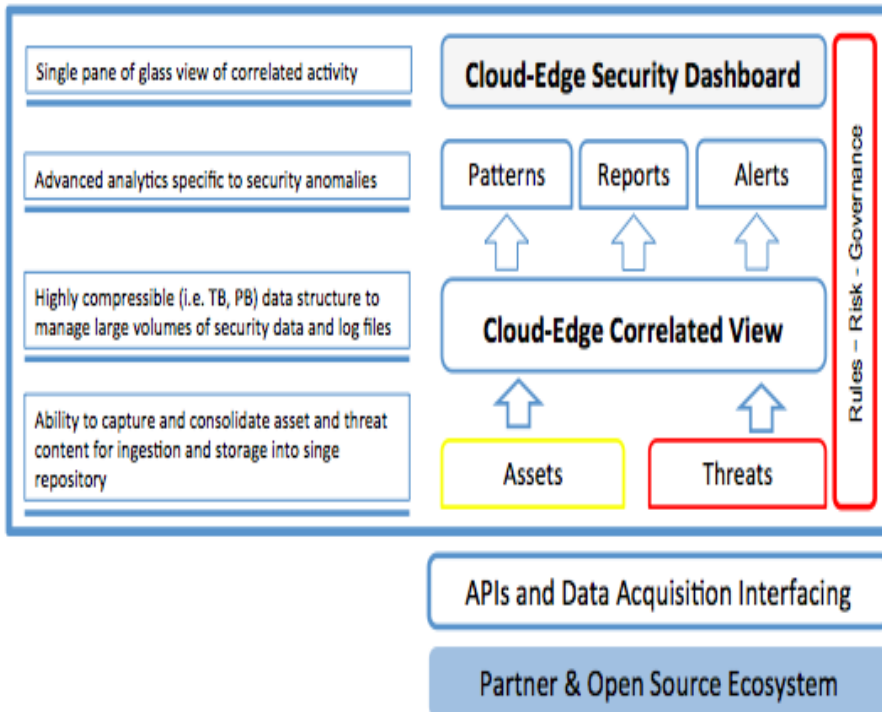 Single pane of glass view of correlated activity
Cloud-Edge Security Dashboard
Advanced analytics specific to security anomalies
Patterns
Reports
Alerts
Highly compressible (i.e. TB, PB) data structure to
manage large volumes of security data and log files
Cloud-Edge Correlated View
Ability to capture and consolidate asset and threat
content for ingestion and storage into singe
repository
Assets
Threats
Rules – Risk - Governance
APIs and Data Acquisition Interfacing
Partner & Open Source Ecosystem